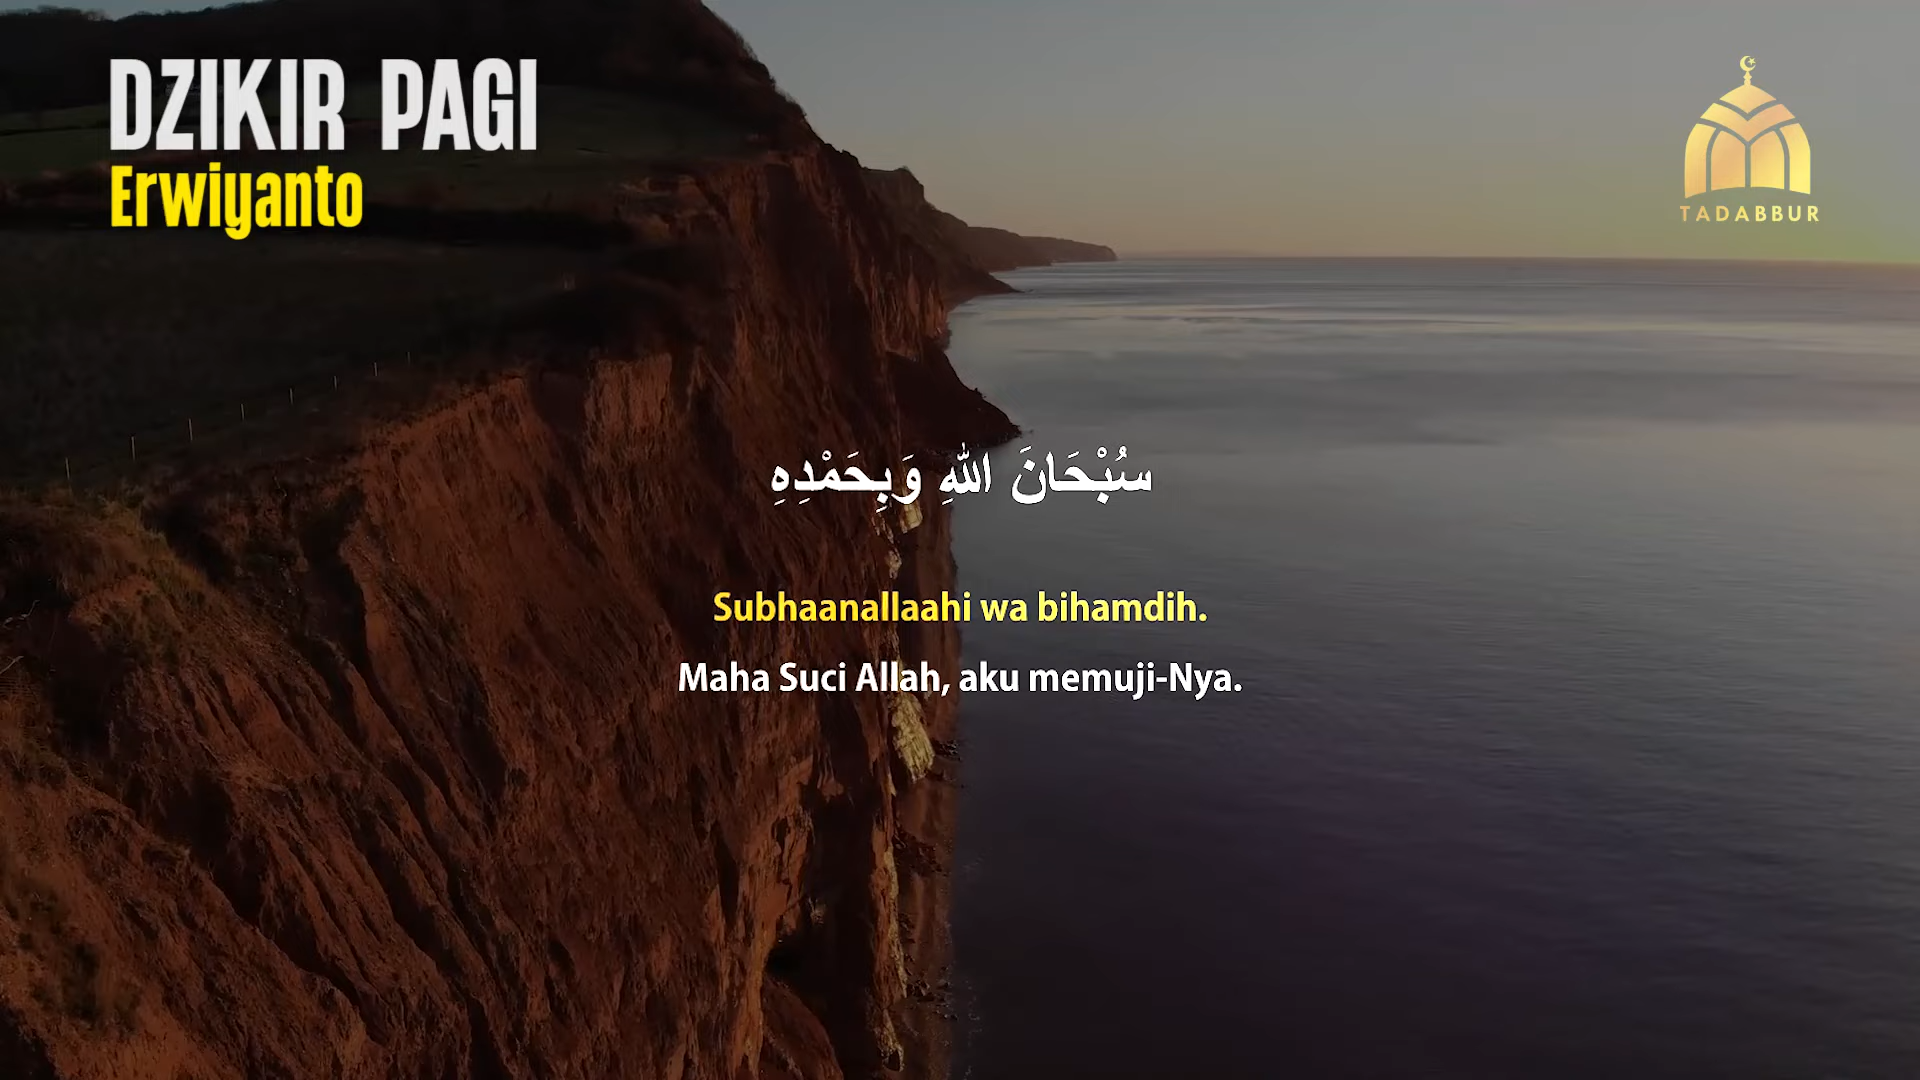 DZIKIR PAGI
Erwiyanto
TADABBUR
سُبْحَانَ اللهِ وَبِحَمْدِهِ
Subhaanallaahi wa bihamdih.
Maha Suci Allah, aku memuji-Nya.